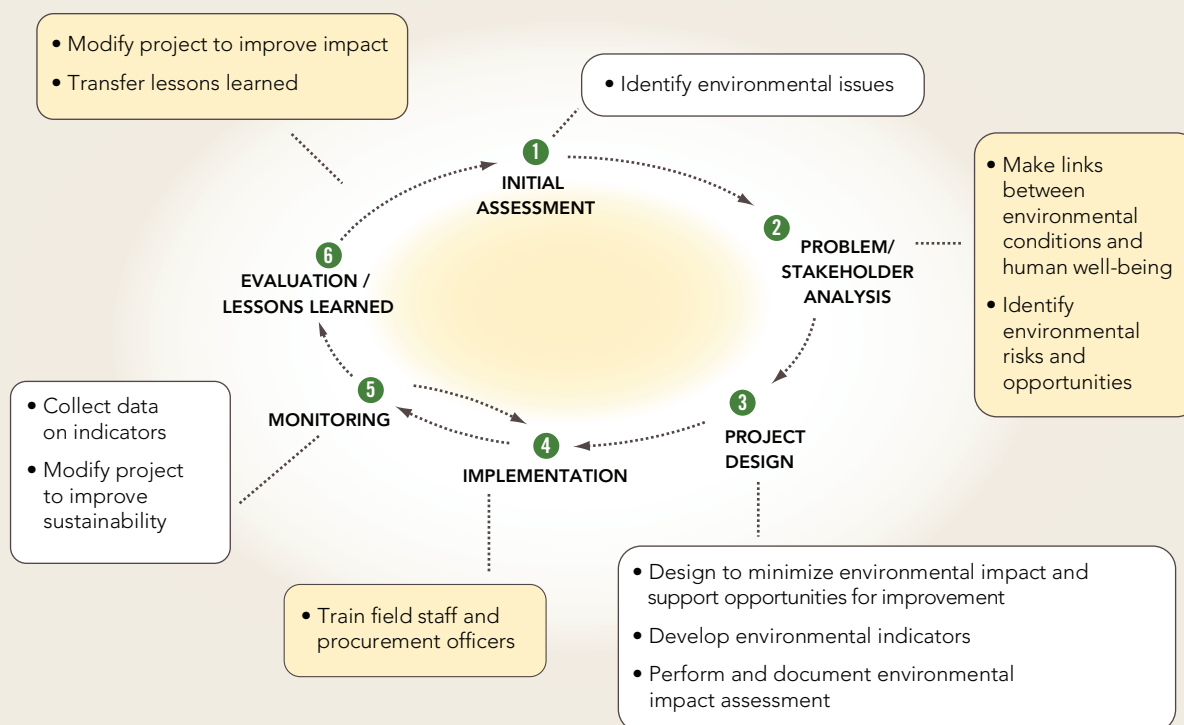 • Modify project to improve impact
• Transfer lessons learned
• Identify environmental issues
1
INITIAL
ASSESSMENT
2
PROBLEM/
STAKEHOLDER
ANALYSIS
• Make links
between
environmental
conditions and
human well-being
• Identify
environmental
risks and
opportunities
3
PROJECT
DESIGN
• Design to minimize environmental impact and
support opportunities for improvement
• Develop environmental indicators
• Perform and document environmental
impact assessment
4
IMPLEMENTATION
• Train field staff and
procurement officers
5
MONITORING
• Collect data
on indicators
• Modify project
to improve
sustainability
6
EVALUATION /
LESSONS LEARNED